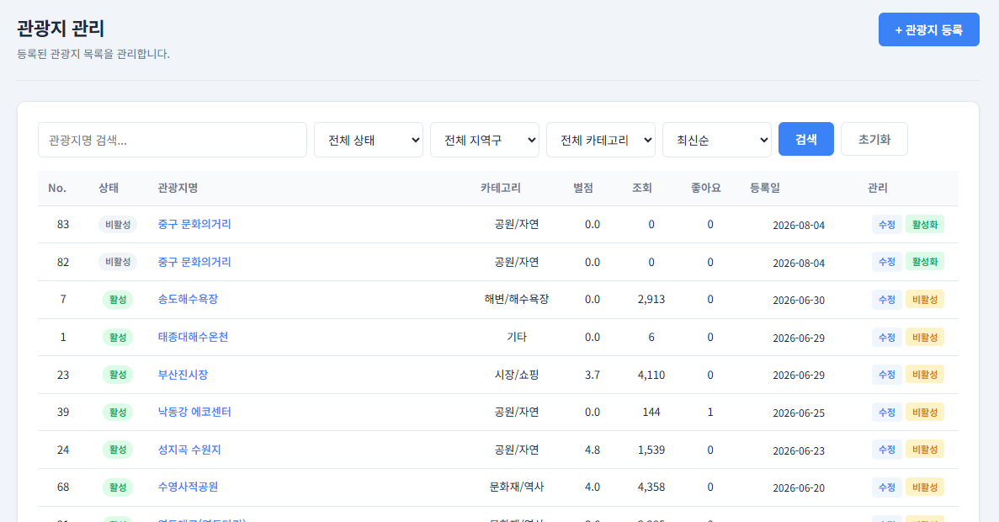 관광지 관리
등록된 관광지 목록을 관리합니다.
+ 관광지 등록
관광지명 검색... 전체 상태 전체 지역구 전체 카테고리 최신순 검색 초기화
No. 상태 관광지명 카테고리 별점 조회 좋아요 등록일 관리
83 비활성 중구 문화의거리 공원/자연 0.0 0 0 2026-08-04 수정 활성화
82 비활성 중구 문화의거리 공원/자연 0.0 0 0 2026-08-04 수정 활성화
7 활성 송도해수욕장 해변/해수욕장 0.0 2,913 0 2026-06-30 수정 비활성
1 활성 태종대해수온천 기타 0.0 6 0 2026-06-29 수정 비활성
23 활성 부산진시장 시장/쇼핑 3.7 4,110 0 2026-06-29 수정 비활성
39 활성 낙동강 에코센터 공원/자연 0.0 144 1 2026-06-25 수정 비활성
24 활성 성지곡 수원지 공원/자연 4.8 1,539 0 2026-06-23 수정 비활성
68 활성 수영사적공원 문화재/역사 4.0 4,358 0 2026-06-20 수정 비활성